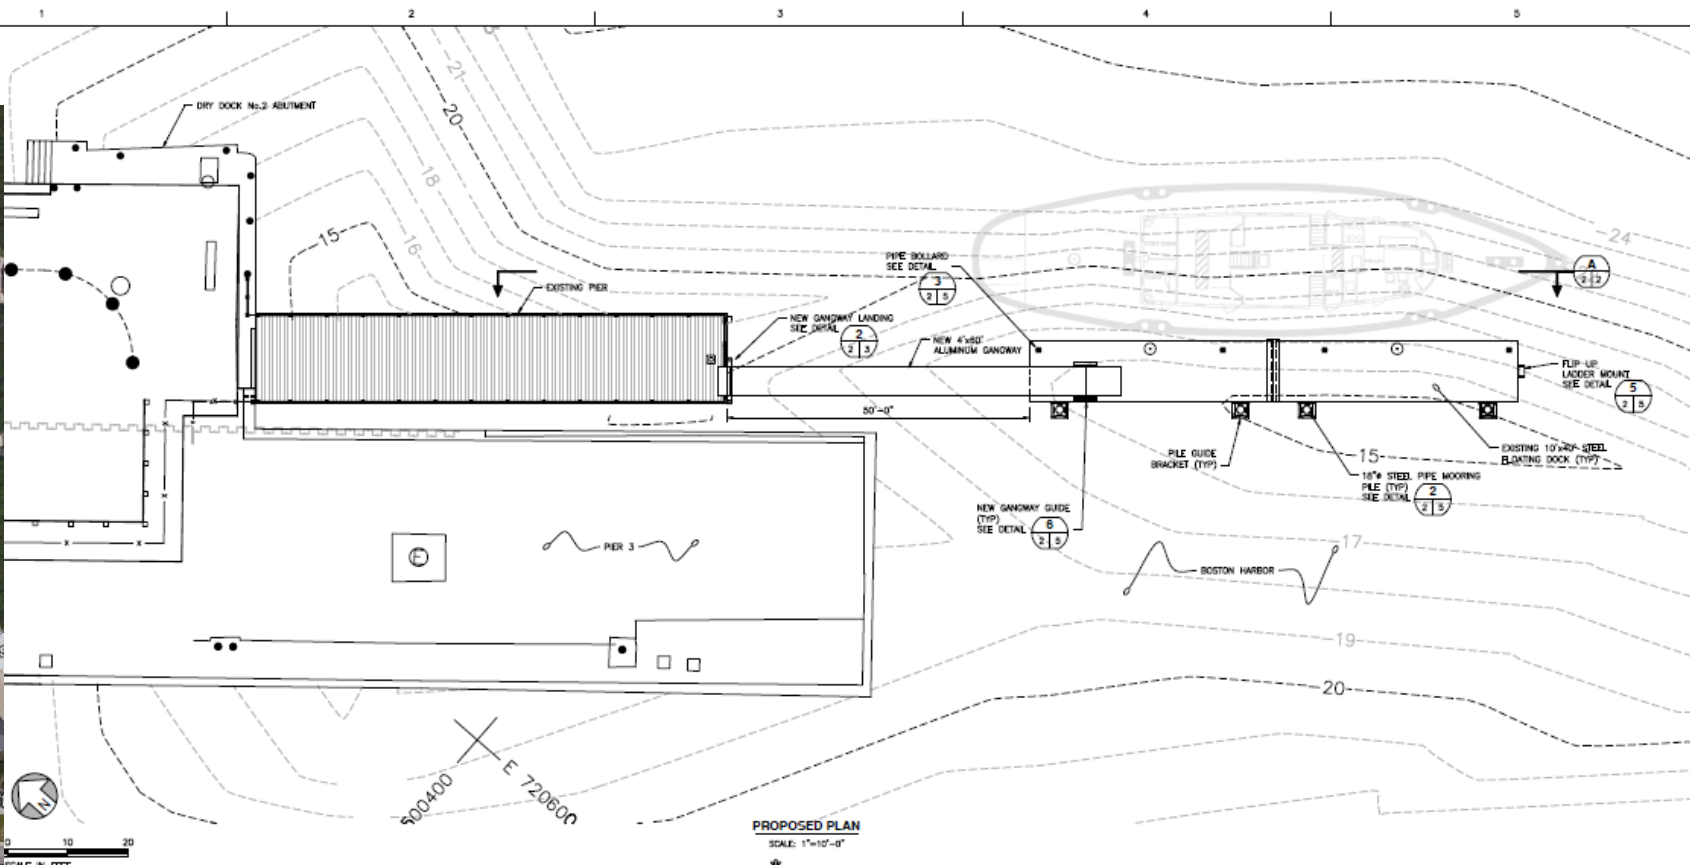 1 2 3 4 5
DRY DOCK No.2 ABUTMENT
21
20
18
15
16
24
EXISTING PIER
PIPE BOLLARD
SEE DETAIL
3
2 5
A
2 2
NEW GANGWAY LANDING
SEE DETAIL
2
2 3
NEW 4'x60'
ALUMINUM GANGWAY
50'-0"
FLIP-UP
LADDER MOUNT
SEE DETAIL
5
2 5
PILE GUIDE
BRACKET (TYP)
15
EXISTING 10'x40' STEEL
FLOATING DOCK (TYP)
18"ø STEEL PIPE MOORING
PILE (TYP)
SEE DETAIL
2
2 5
NEW GANGWAY GUIDE
(TYP)
SEE DETAIL
6
2 5
17
E
PIER 3
BOSTON HARBOR
19
20
E 720600
500400
N
0 10 20
PROPOSED PLAN
SCALE: 1"=10'-0"